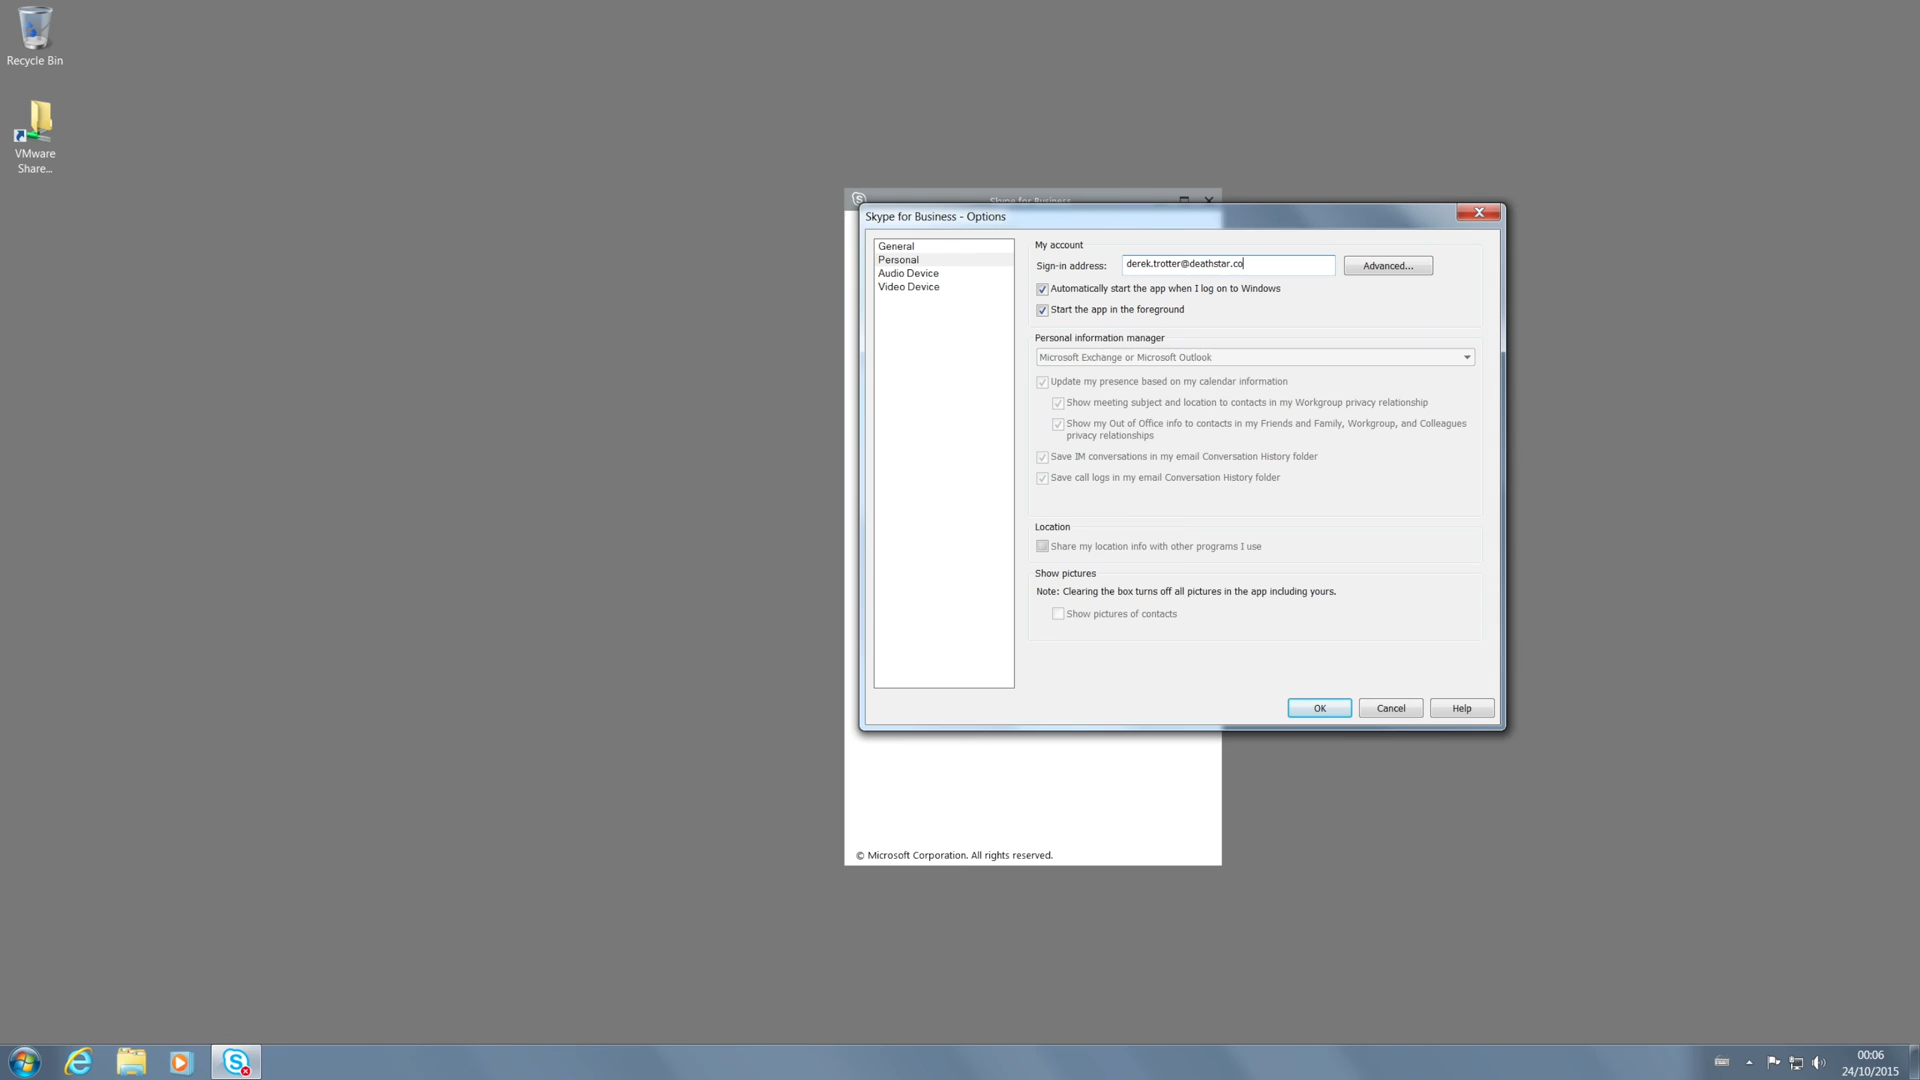 Recycle Bin
VMware
Share...
Skype for Business
Skype for Business - Options
General
Personal
Audio Device
Video Device
My account
Sign-in address:
derek.trotter@deathstar.co
Advanced...
Automatically start the app when I log on to Windows
Start the app in the foreground
Personal information manager
Microsoft Exchange or Microsoft Outlook
Update my presence based on my calendar information
Show meeting subject and location to contacts in my Workgroup privacy relationship
Show my Out of Office info to contacts in my Friends and Family, Workgroup, and Colleagues
privacy relationships
Save IM conversations in my email Conversation History folder
Save call logs in my email Conversation History folder
Location
Share my location info with other programs I use
Show pictures
Note: Clearing the box turns off all pictures in the app including yours.
Show pictures of contacts
OK
Cancel
Help
© Microsoft Corporation. All rights reserved.
00:06
24/10/2015